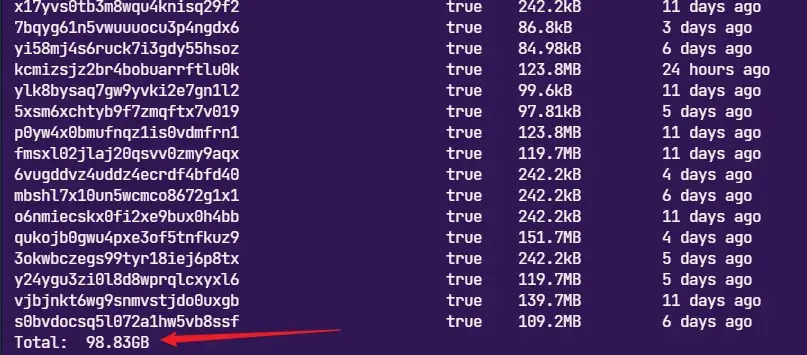 x17yvs0tb3m8wqu4knisq29f2 true 242.2kB 11 days ago
7bqyg61n5vwuuuocu3p4ngdx6 true 86.8kB 3 days ago
yi58mj4s6ruck7i3gdy55hsoz true 84.98kB 6 days ago
kcmizsjz2br4bobuarrftlu0k true 123.8MB 24 hours ago
ylk8bysaq7gw9yvki2e7gn1l2 true 99.6kB 11 days ago
5xsm6xchtyb9f7zmqftx7v019 true 97.81kB 5 days ago
p0yw4x0bmufnqz1is0vdmfrn1 true 123.8MB 11 days ago
fmsxl02jlaj20qsvv0zmy9aqx true 119.7MB 11 days ago
6vugddvz4uddz4ecrdf4bfd40 true 242.2kB 4 days ago
mbshl7x10un5wcmco8672g1x1 true 242.2kB 6 days ago
o6nmiecskx0fi2xe9bux0h4bb true 242.2kB 11 days ago
qukojb0gwu4pxe3of5tnfkuz9 true 151.7MB 4 days ago
3okwbczegs99tyr18iej6p8tx true 242.2kB 5 days ago
y24ygu3zi0l8d8wprqlcxyxl6 true 119.7MB 5 days ago
vjbjnkt6wg9snmvstjdo0uxgb true 139.7MB 11 days ago
s0bvdocsq5l072a1hw5vb8ssf true 109.2MB 6 days ago
Total: 98.83GB